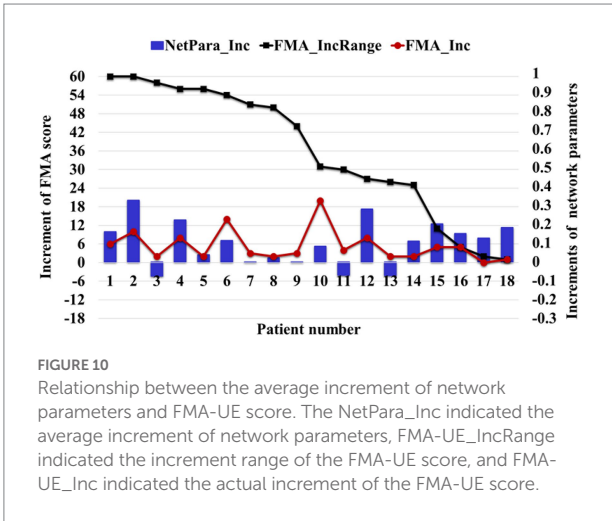 NetPara_Inc FMA_IncRange FMA_Inc
60
54
48
42
36
30
24
18
12
6
0
-6
-12
-18
Increment of FMA score
1
0.9
0.8
0.7
0.6
0.5
0.4
0.3
0.2
0.1
0
-0.1
-0.2
-0.3
Increments of network parameters
1 2 3 4 5 6 7 8 9 10 11 12 13 14 15 16 17 18
Patient number
FIGURE 10
Relationship between the average increment of network
parameters and FMA-UE score. The NetPara_Inc indicated the
average increment of network parameters, FMA-UE_IncRange
indicated the increment range of the FMA-UE score, and FMA-
UE_Inc indicated the actual increment of the FMA-UE score.